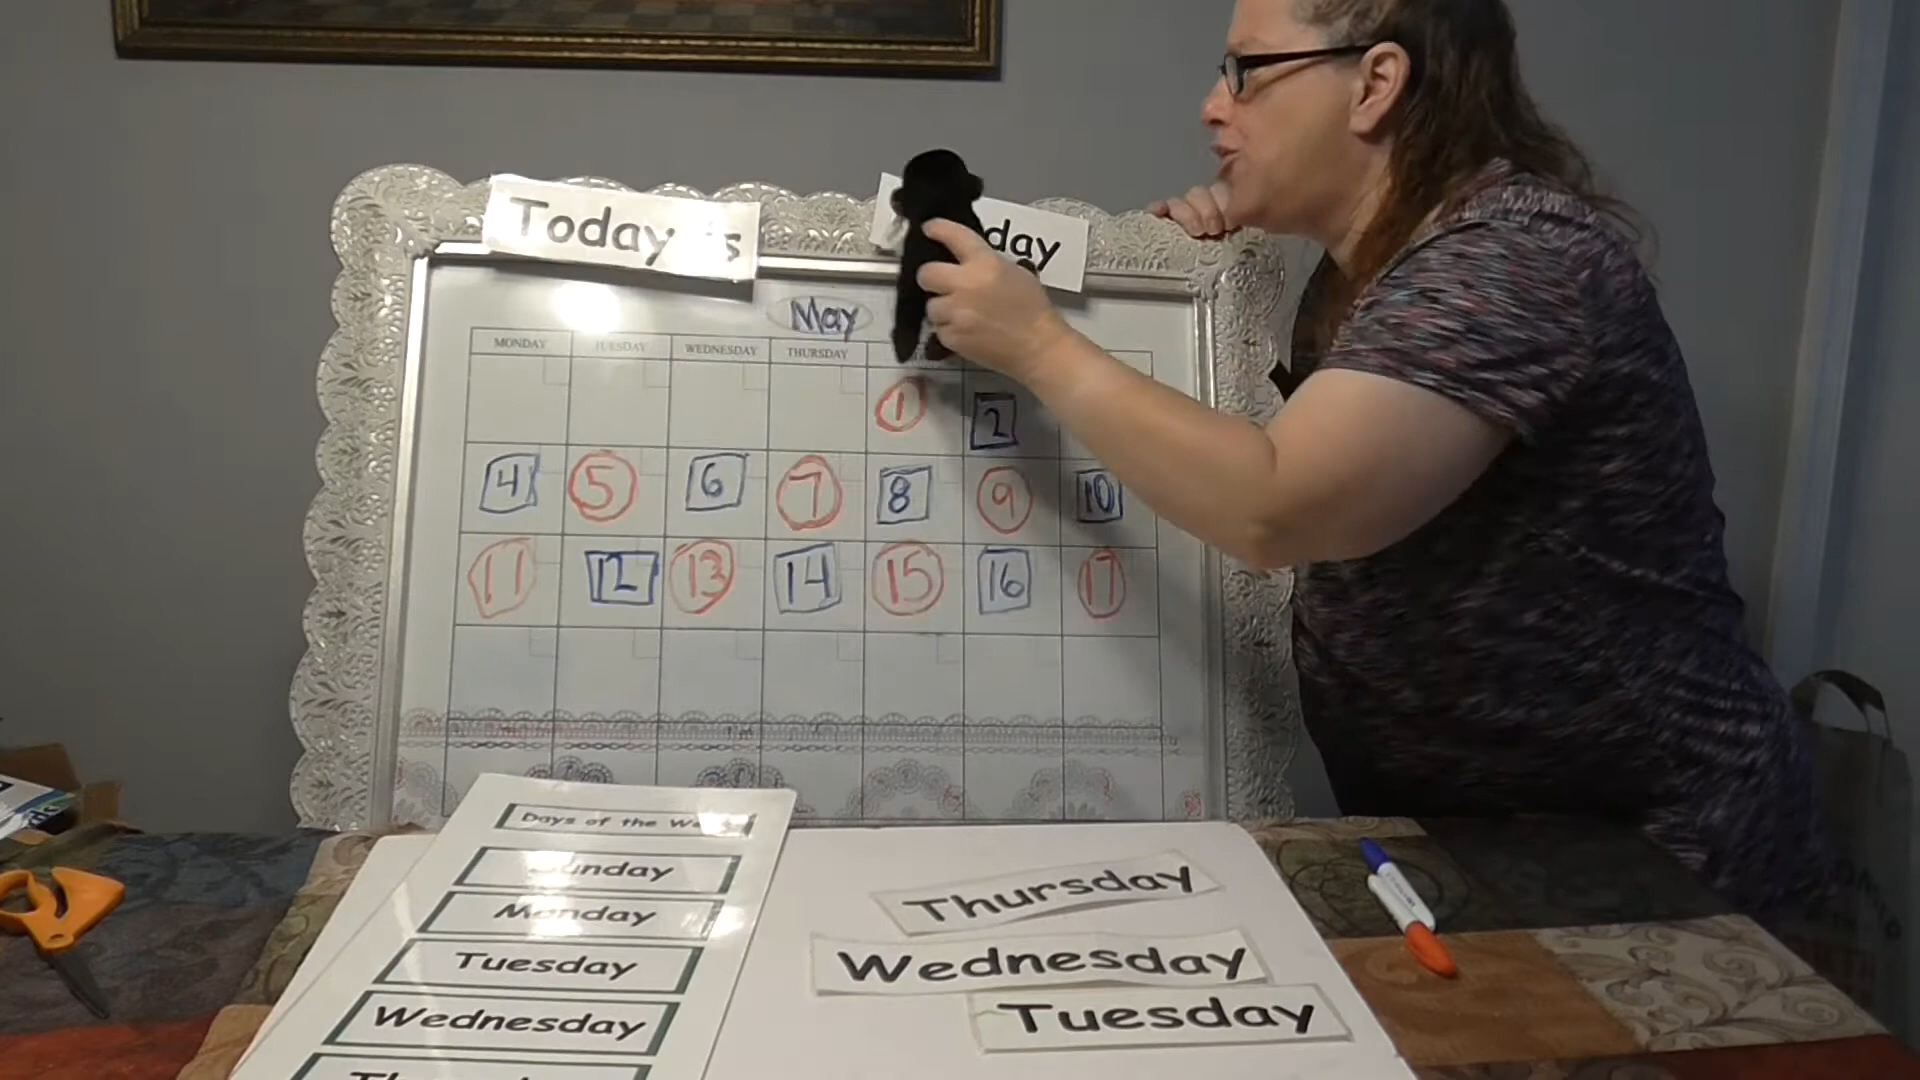 Today is
day
May
MONDAY TUESDAY WEDNESDAY THURSDAY
1 2
4 5 6 7 8 9 10
11 12 13 14 15 16 17
Days of the
Sunday
Monday
Tuesday
Wednesday
Thursday
Wednesday
Tuesday